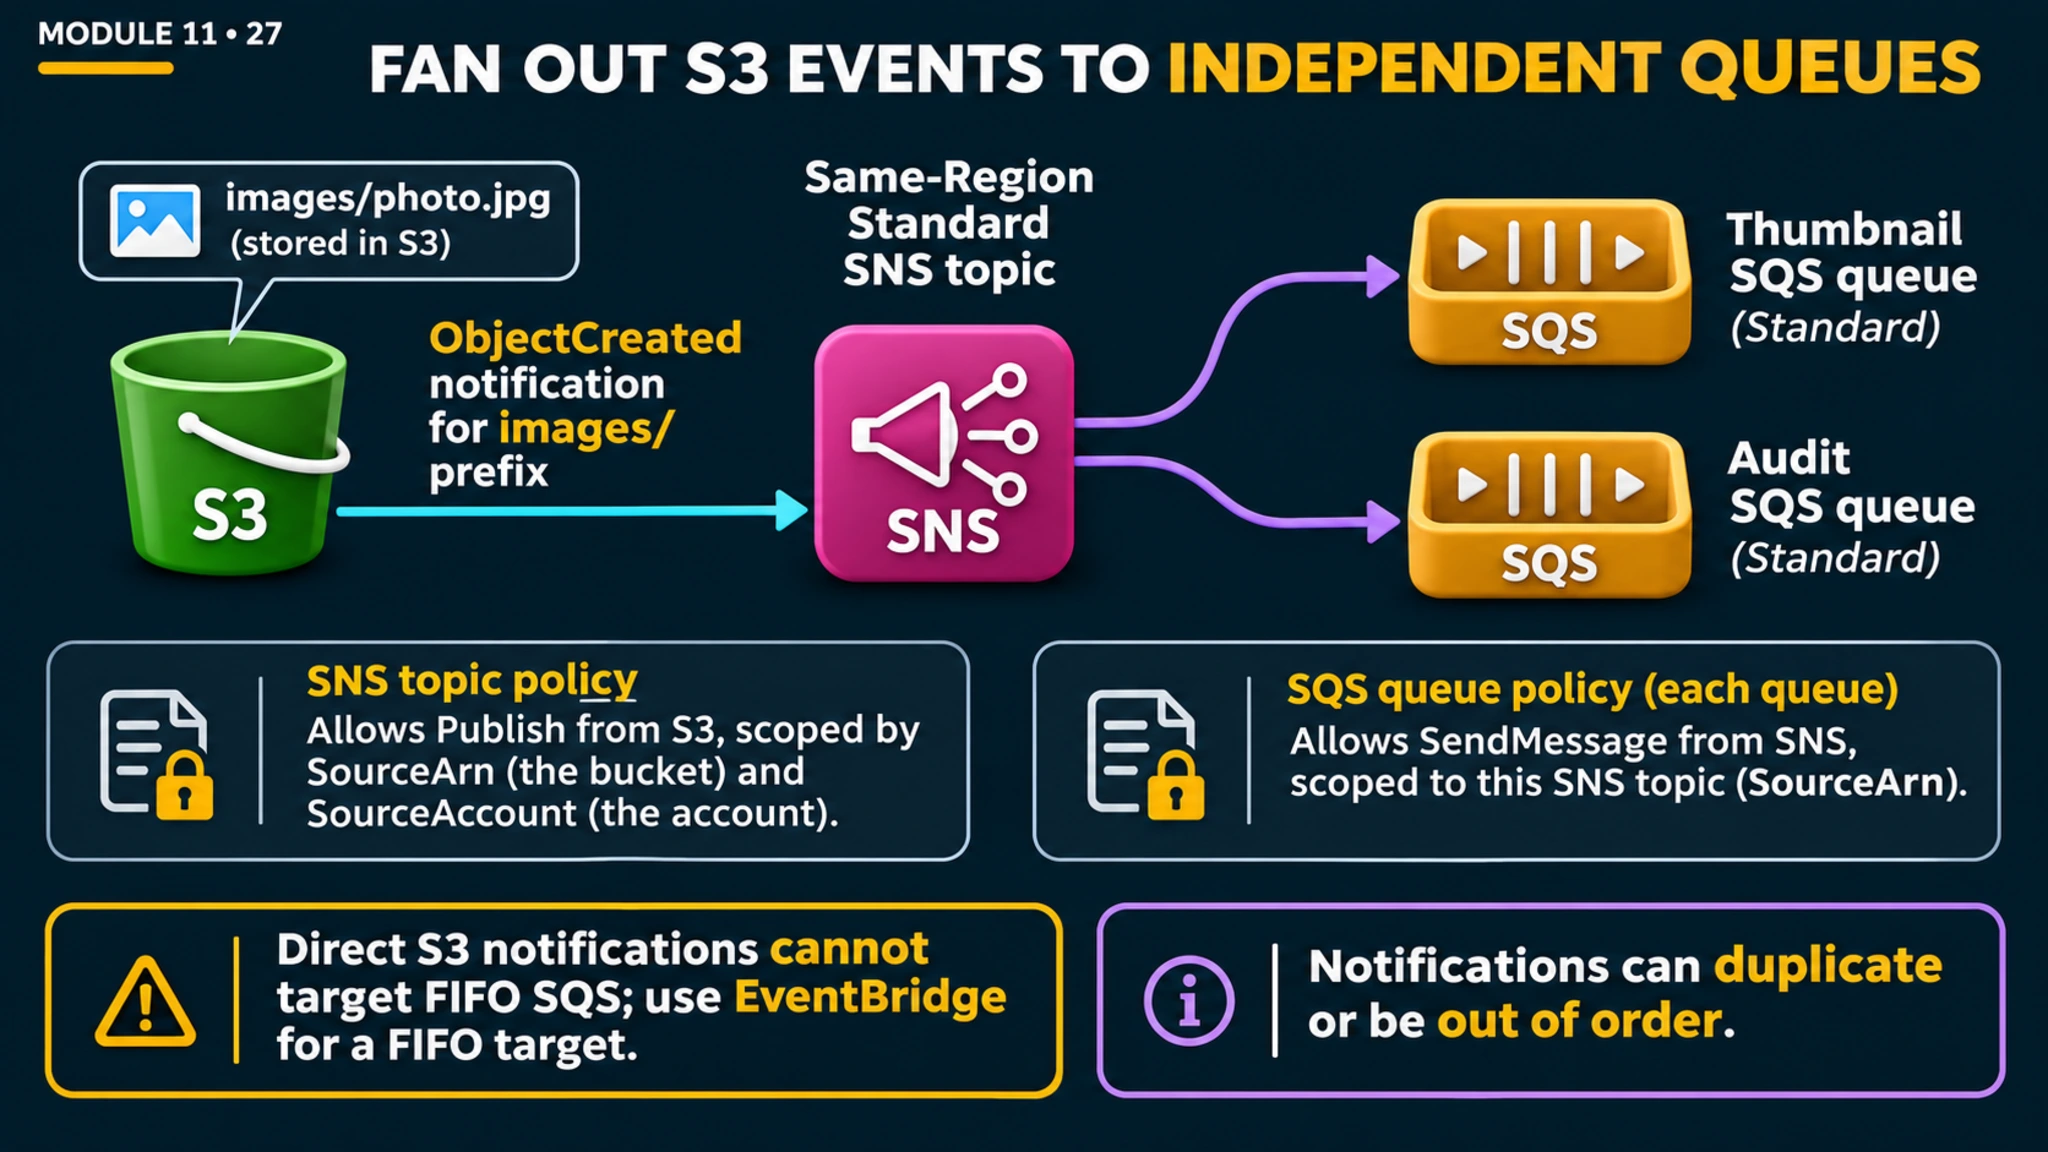 MODULE 11 • 27
FAN OUT S3 EVENTS TO INDEPENDENT QUEUES
images/photo.jpg
(stored in S3)
S3
ObjectCreated
notification
for images/
prefix
Same-Region
Standard
SNS topic
SNS
SQS
Thumbnail
SQS queue
(Standard)
SQS
Audit
SQS queue
(Standard)
SNS topic policy
Allows Publish from S3, scoped by
SourceArn (the bucket) and
SourceAccount (the account).
SQS queue policy (each queue)
Allows SendMessage from SNS,
scoped to this SNS topic (SourceArn).
Direct S3 notifications cannot
target FIFO SQS; use EventBridge
for a FIFO target.
Notifications can duplicate
or be out of order.